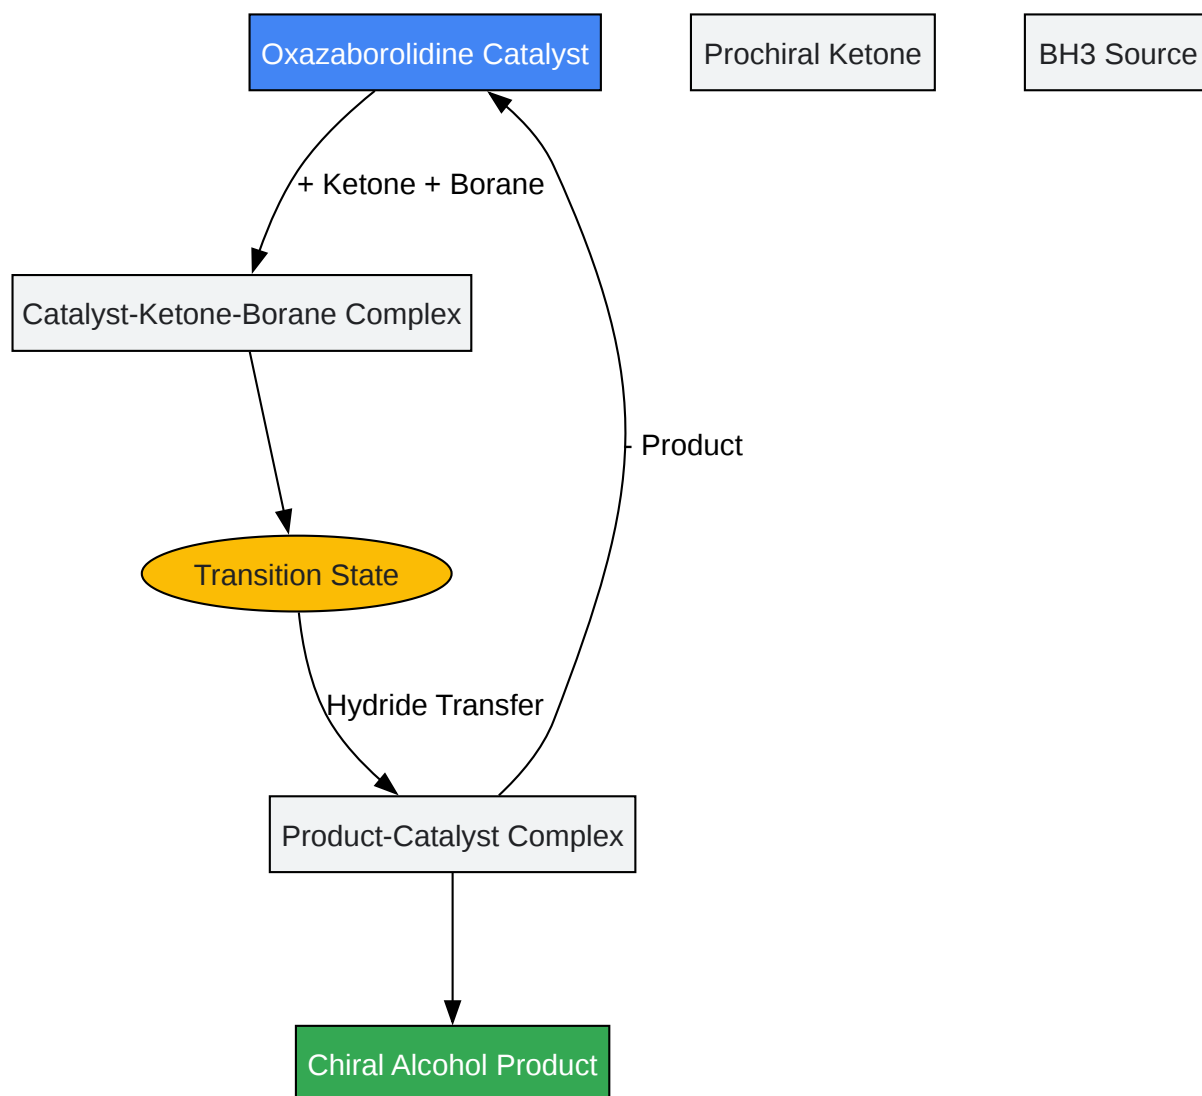 Oxazaborolidine Catalyst
Prochiral Ketone
BH3 Source
+ Ketone + Borane
Catalyst-Ketone-Borane Complex
- Product
Transition State
Hydride Transfer
Product-Catalyst Complex
Chiral Alcohol Product